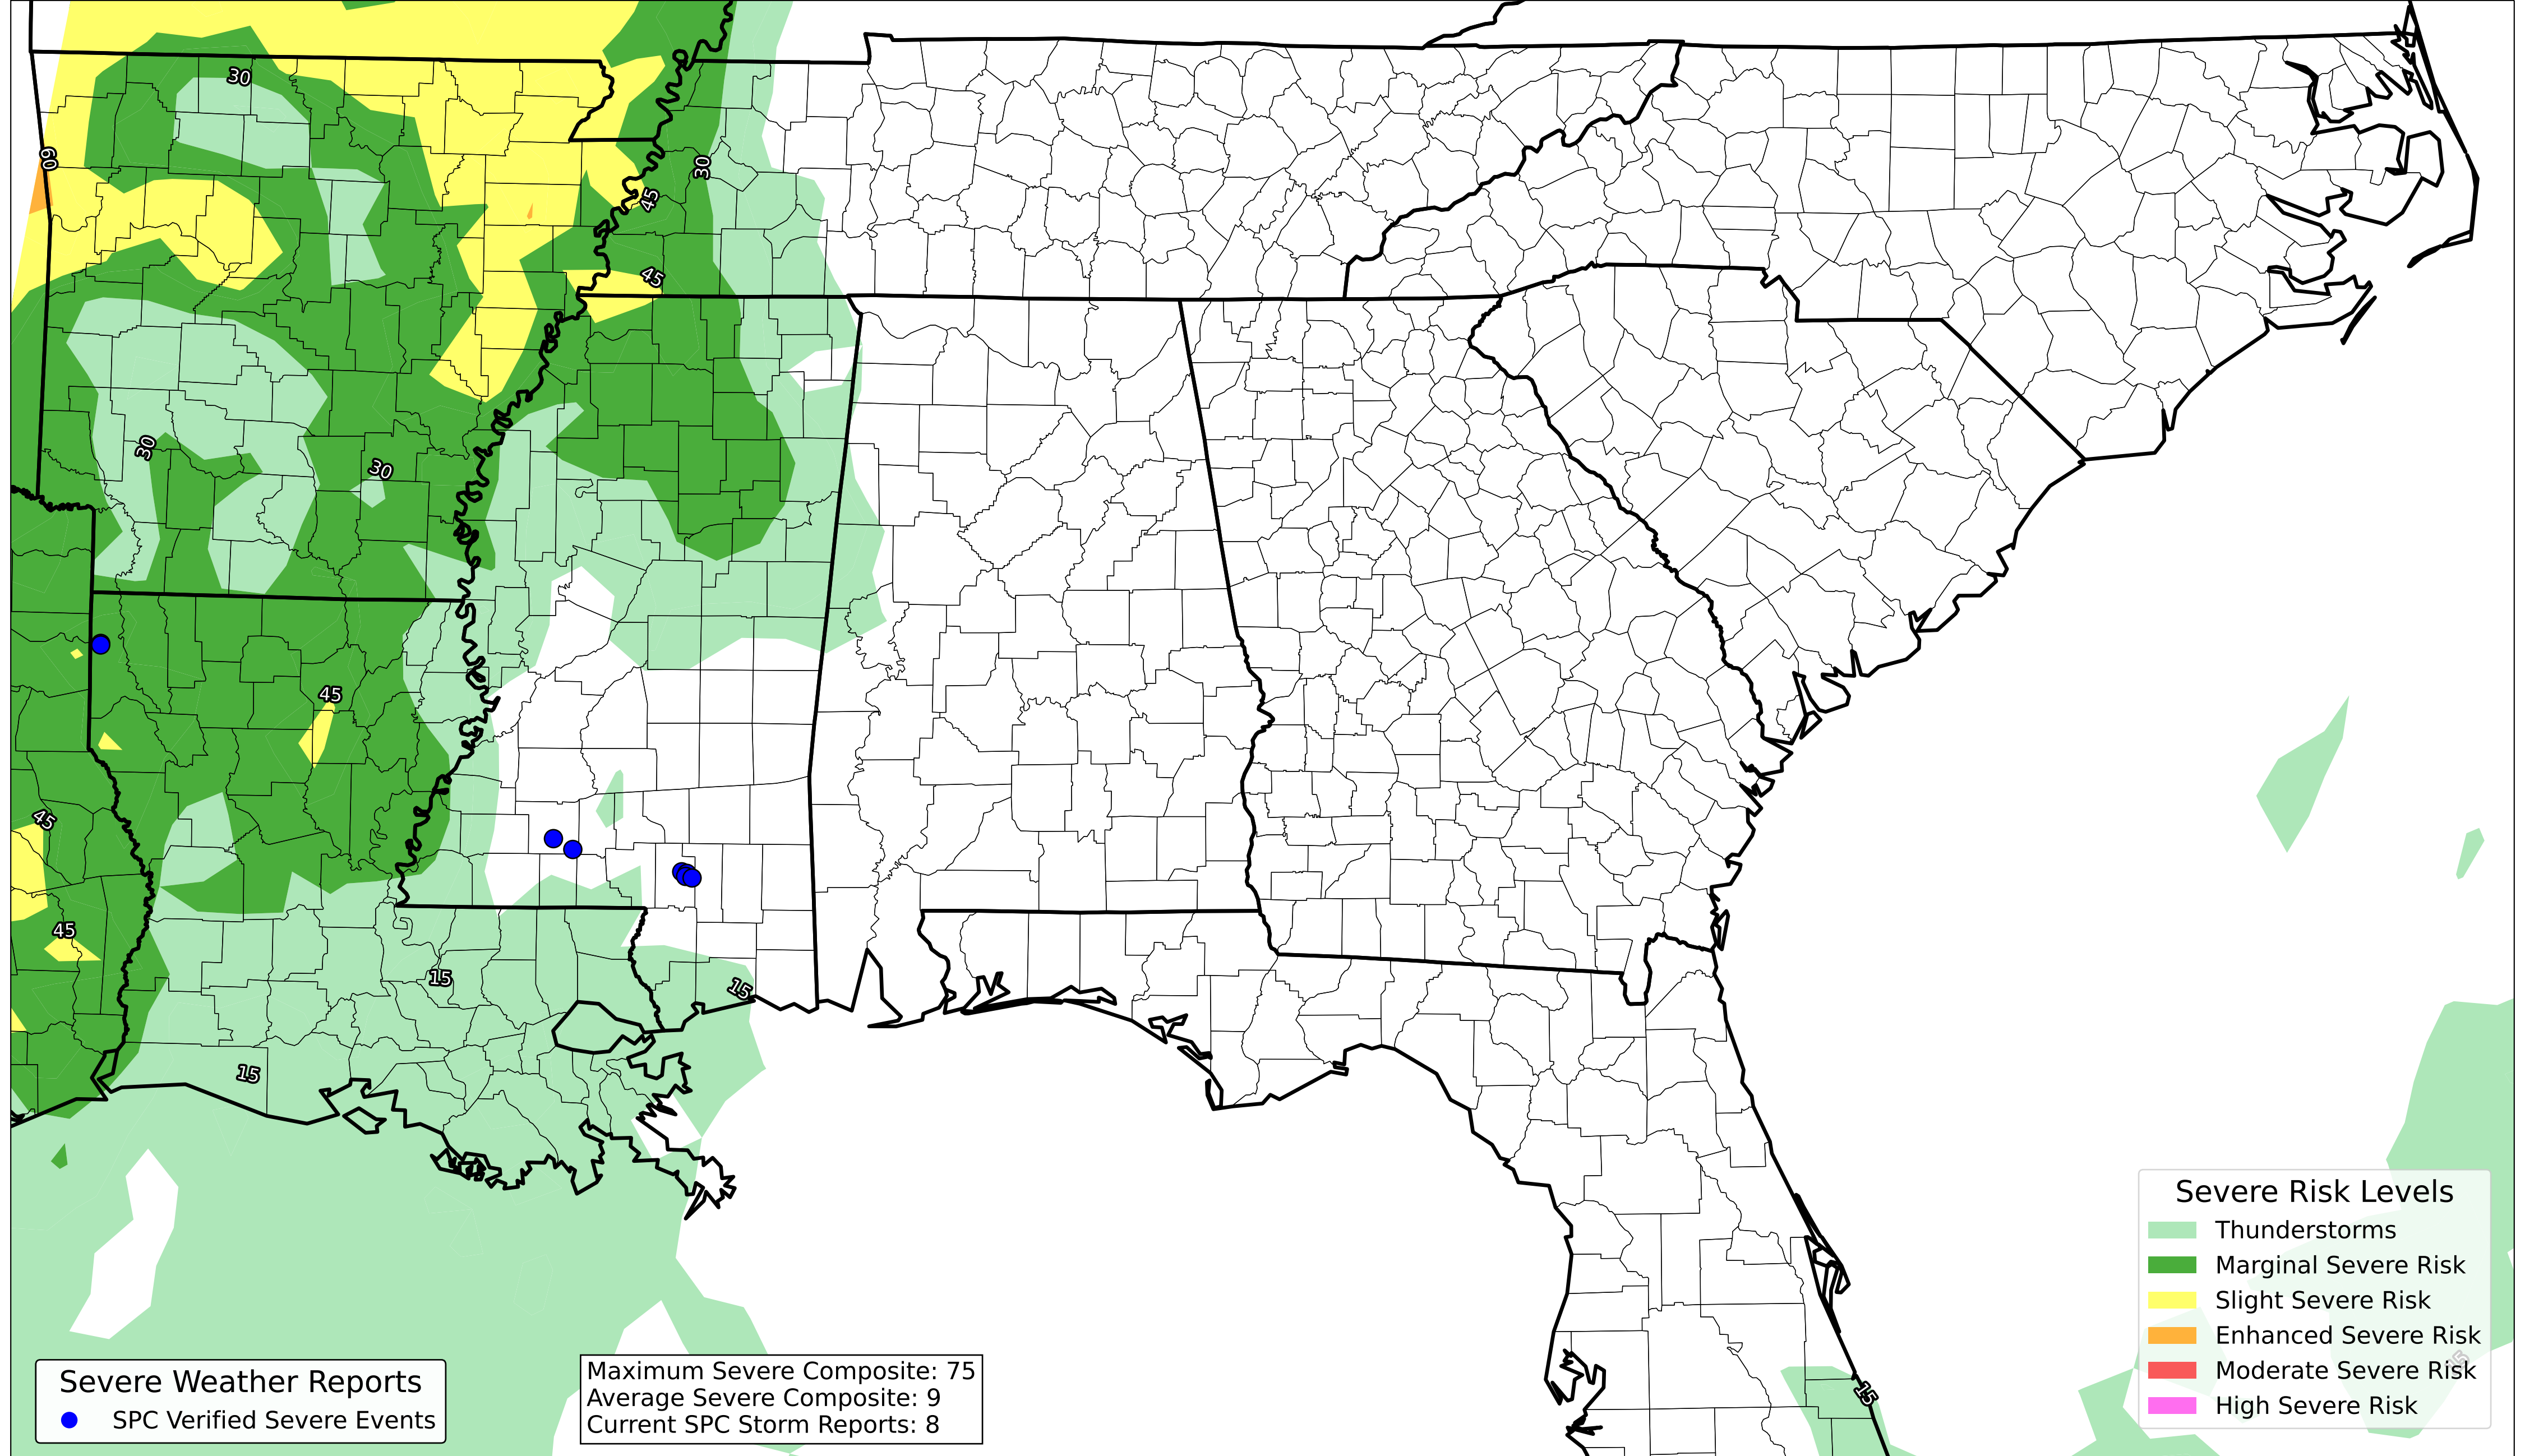 30
60
30
45
45
30
30
45
45
45
15
15
15
15
15
Severe Risk Levels
Thunderstorms
Marginal Severe Risk
Slight Severe Risk
Enhanced Severe Risk
Moderate Severe Risk
High Severe Risk
Severe Weather Reports
SPC Verified Severe Events
Maximum Severe Composite: 75
Average Severe Composite: 9
Current SPC Storm Reports: 8